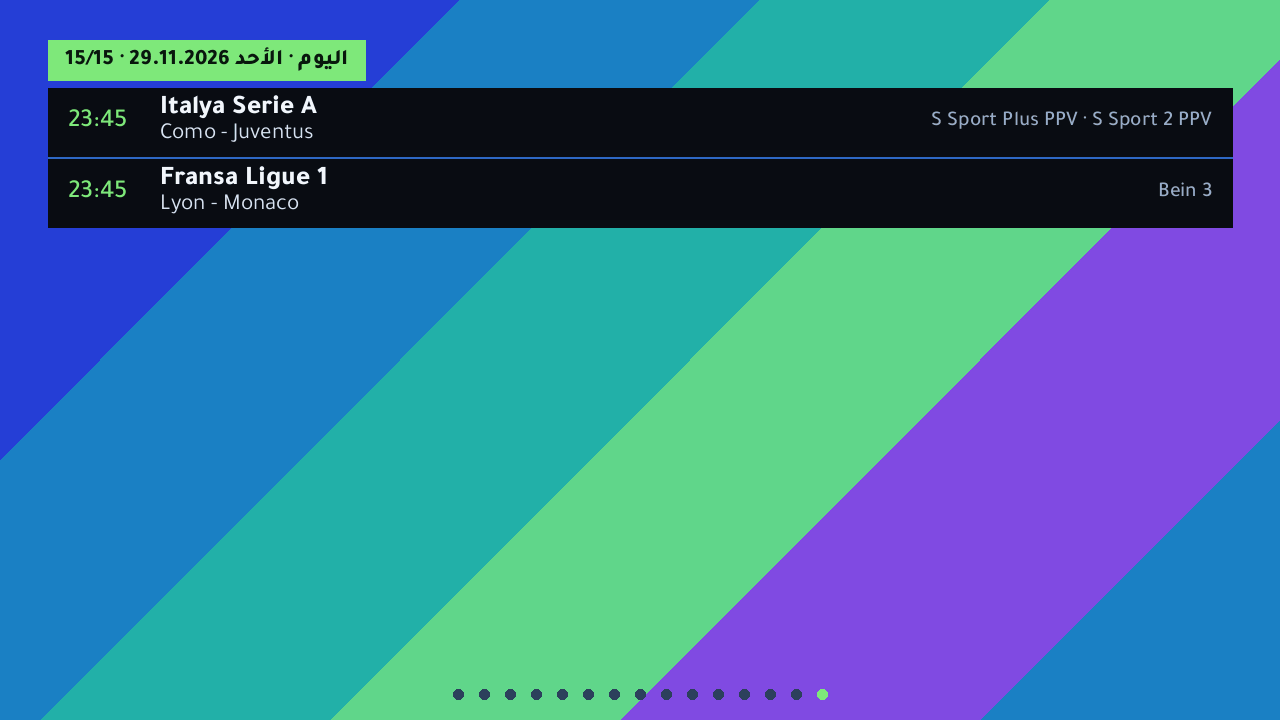 اليوم · الأحد 29.11.2026 · 15/15
23:45
Italya Serie A
Como - Juventus
S Sport Plus PPV · S Sport 2 PPV
23:45
Fransa Ligue 1
Lyon - Monaco
Bein 3